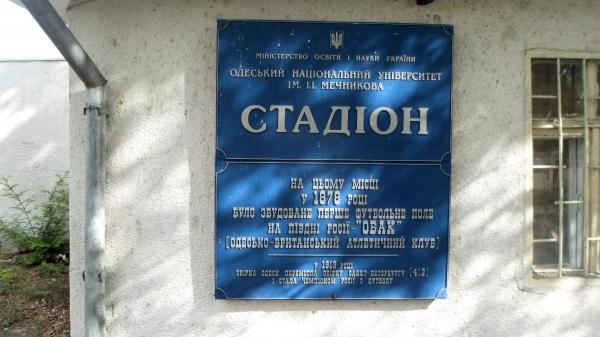 МІНІСТЕРСТВО ОСВІТИ І НАУКИ УКРАЇНИ
ОДЕСЬКИЙ НАЦІОНАЛЬНИЙ УНІВЕРСИТЕТ
ІМ. І.І. МЕЧНИКОВА
СТАДІОН
НА ЦЬОМУ МІСЦІ
У 1878 РОЦІ
БУЛО ЗБУДОВАНЕ ПЕРШЕ ФУТБОЛЬНЕ ПОЛЕ
НА ПІВДНІ РОСІЇ-"ОБАК"
[ОДЕСЬКО-БРИТАНСЬКИЙ АТЛЕТИЧНИЙ КЛУБ]
У 1913 РОЦІ
ЗБІРНА ОДЕСИ ПЕРЕМОГЛА ЗБІРНУ САНКТ-ПЕТЕРБУРГУ [4:2]
І СТАЛА ЧЕМПІОНОМ РОСІЇ З ФУТБОЛУ